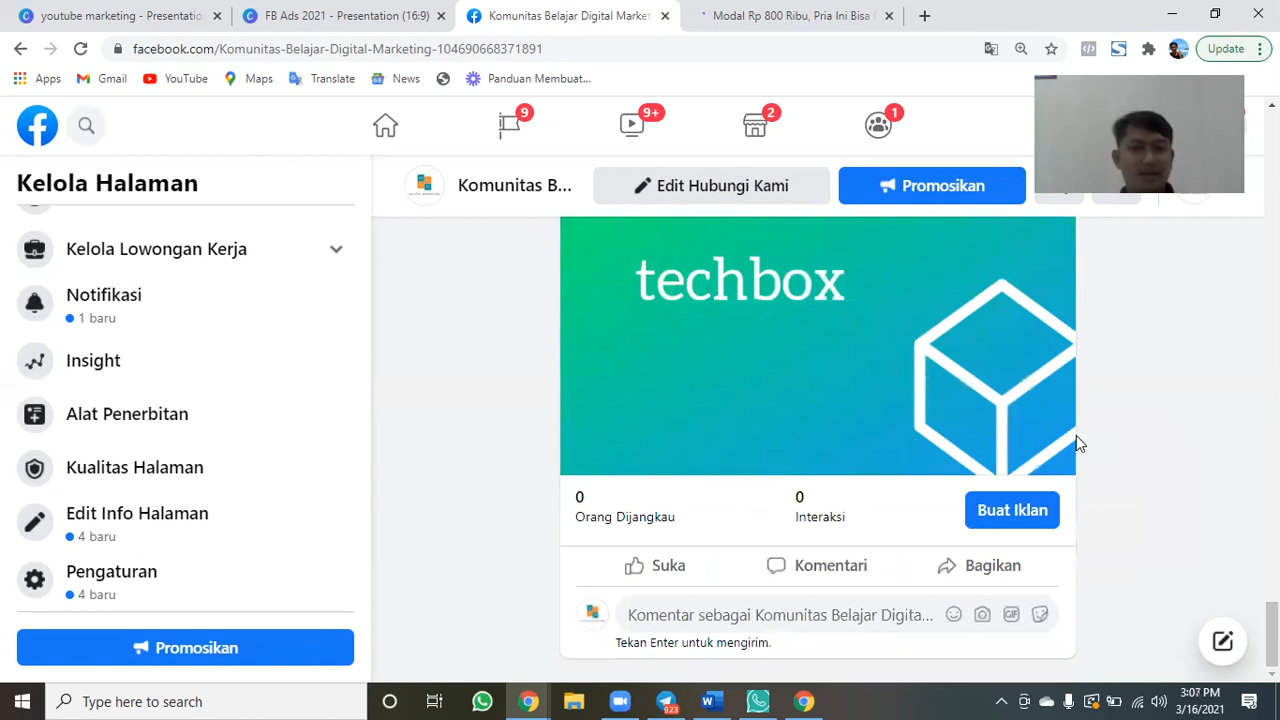 youtube marketing - Presentatio
FB Ads 2021 - Presentation (16:9)
Komunitas Belajar Digital Market
Modal Rp 800 Ribu, Pria Ini Bisa
facebook.com/Komunitas-Belajar-Digital-Marketing-104690668371891
Update
Apps
Gmail
YouTube
Maps
Translate
News
Panduan Membuat...
9
9+
2
1
Kelola Halaman
Komunitas B...
Edit Hubungi Kami
Promosikan
Kelola Lowongan Kerja
Notifikasi
1 baru
Insight
Alat Penerbitan
Kualitas Halaman
Edit Info Halaman
4 baru
Pengaturan
4 baru
Promosikan
techbox
0
Orang Dijangkau
0
Interaksi
Buat Iklan
Suka
Komentari
Bagikan
Komentar sebagai Komunitas Belajar Digita...
GIF
Tekan Enter untuk mengirim.
Type here to search
923
3:07 PM
3/16/2021